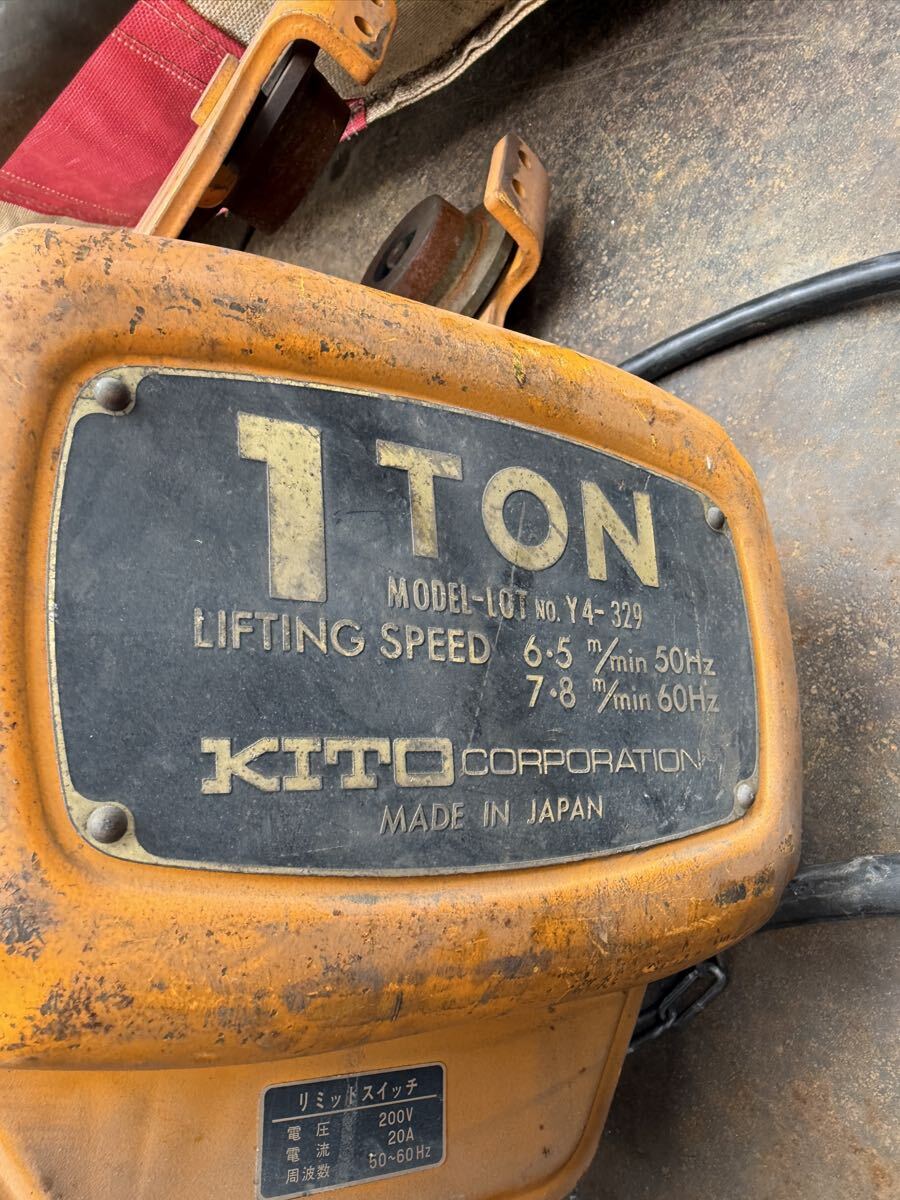 1 TON
MODEL-LOT NO. Y4-329
LIFTING SPEED 6·5 m/min 50Hz
7·8 m/min 60Hz
KITO CORPORATION
MADE IN JAPAN
リミットスイッチ
電圧 200V
電流 20A
周波数 50~60Hz